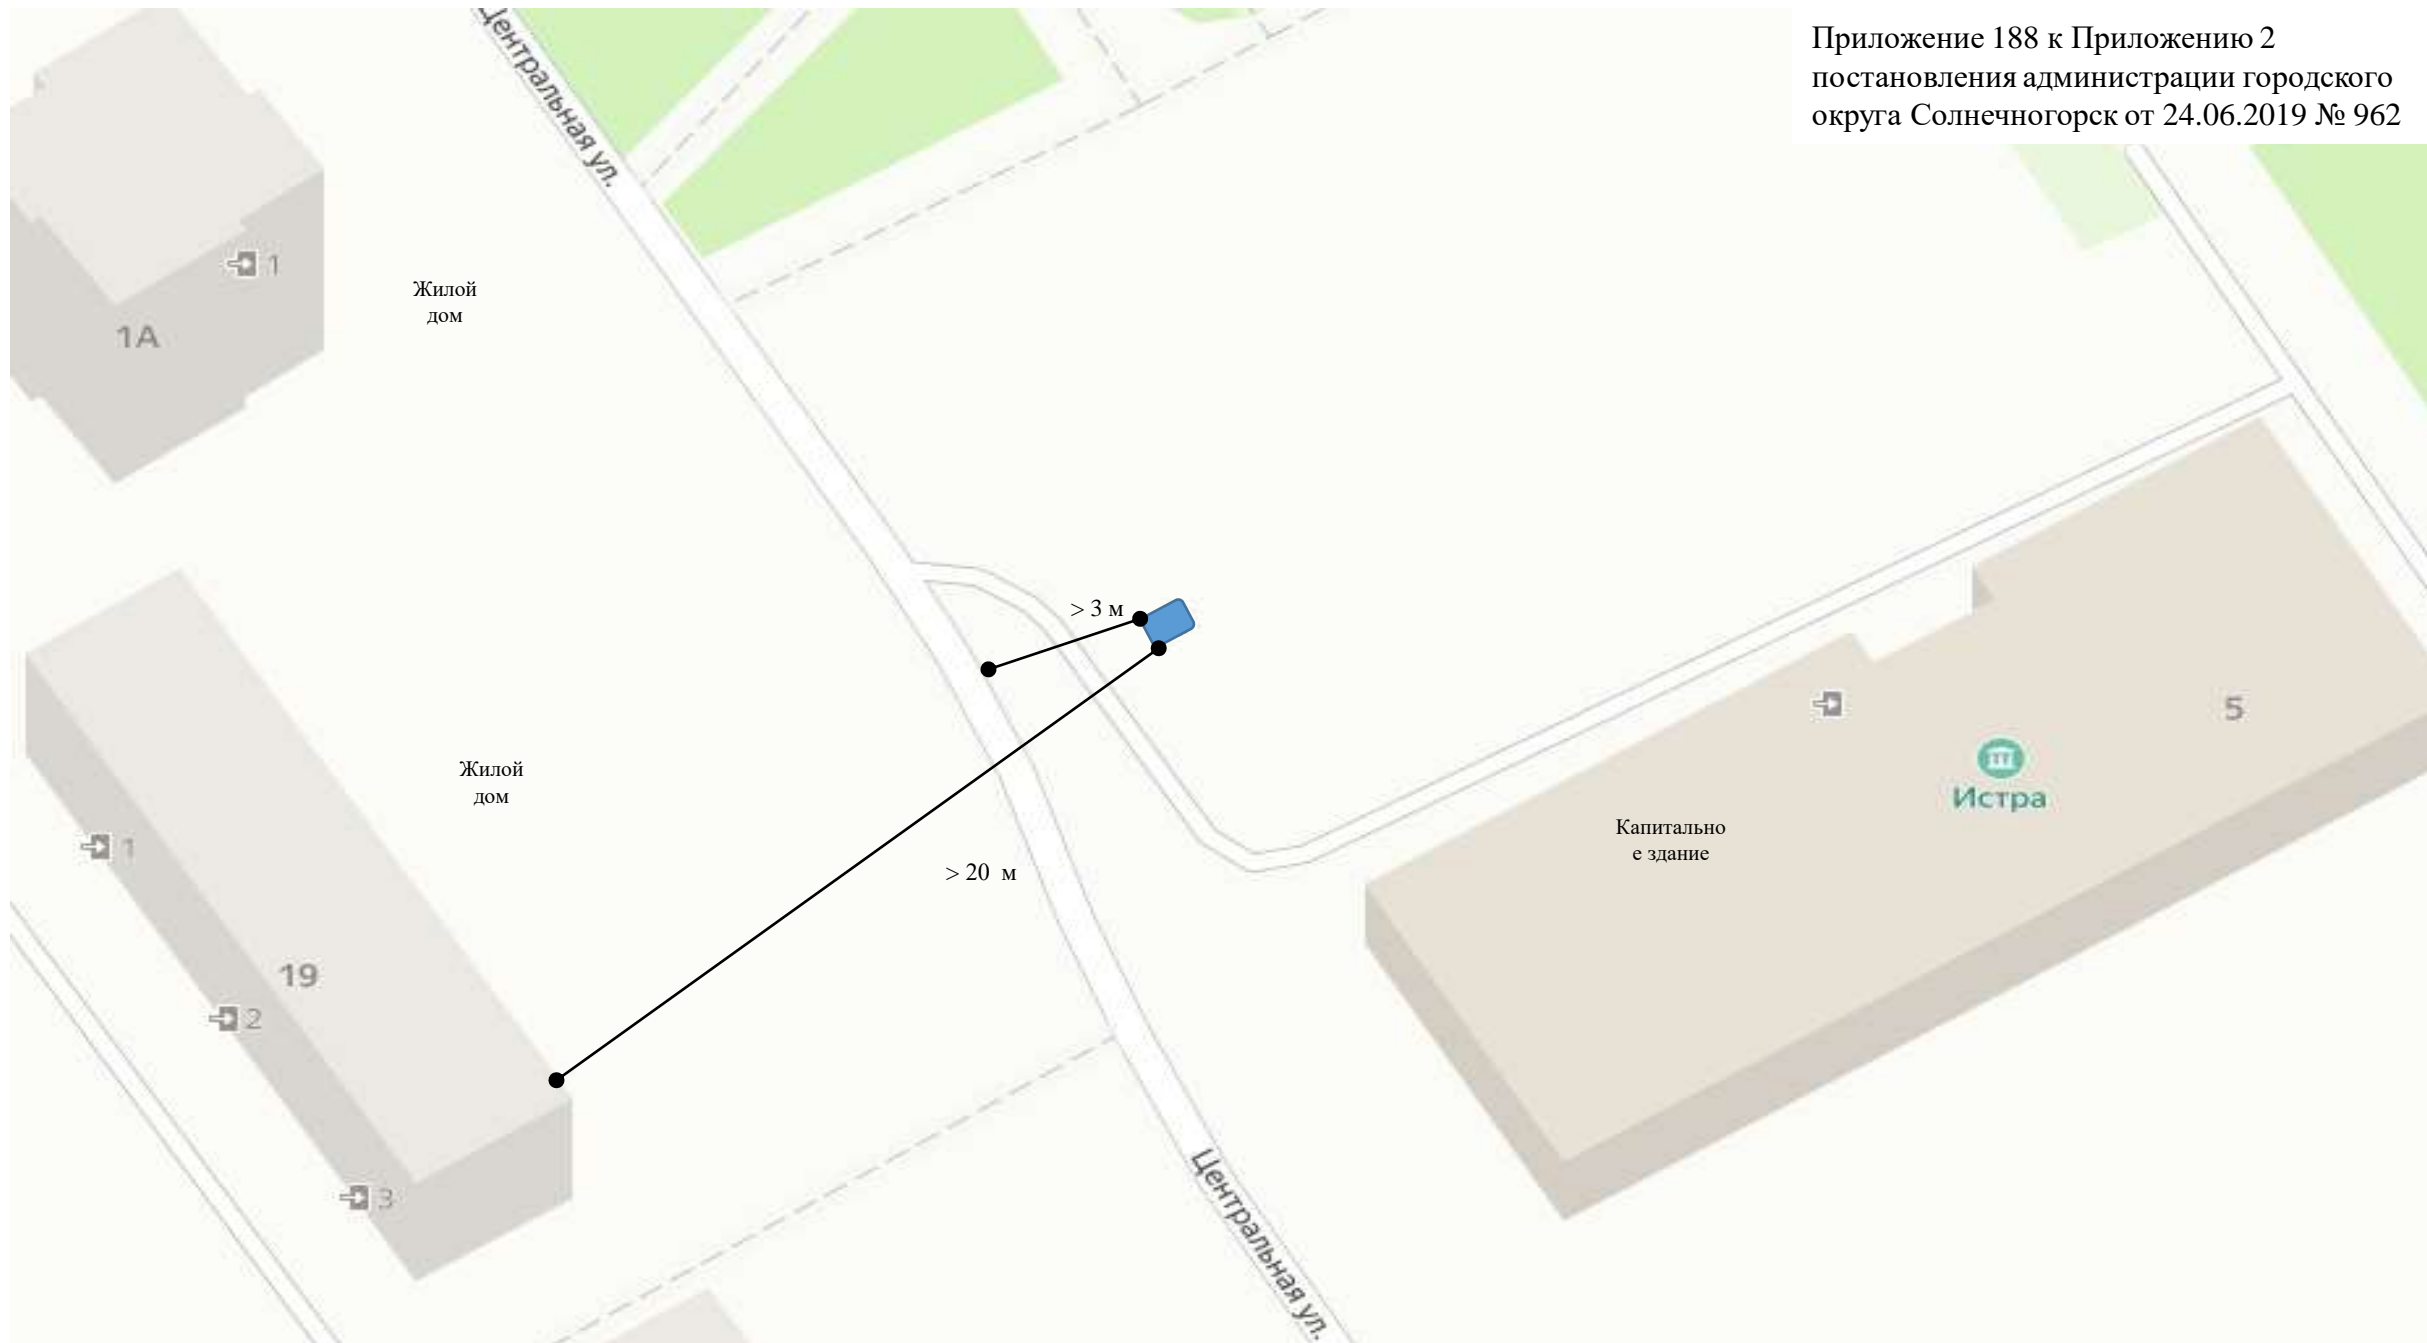 Приложение 188 к Приложению 2
постановления администрации городского
округа Солнечногорск от 24.06.2019 № 962
Центральная ул.
1
1А
Жилой
дом
> 3 м
Жилой
дом
5
Истра
Капитально
е здание
> 20 м
1
19
2
3
Центральная ул.